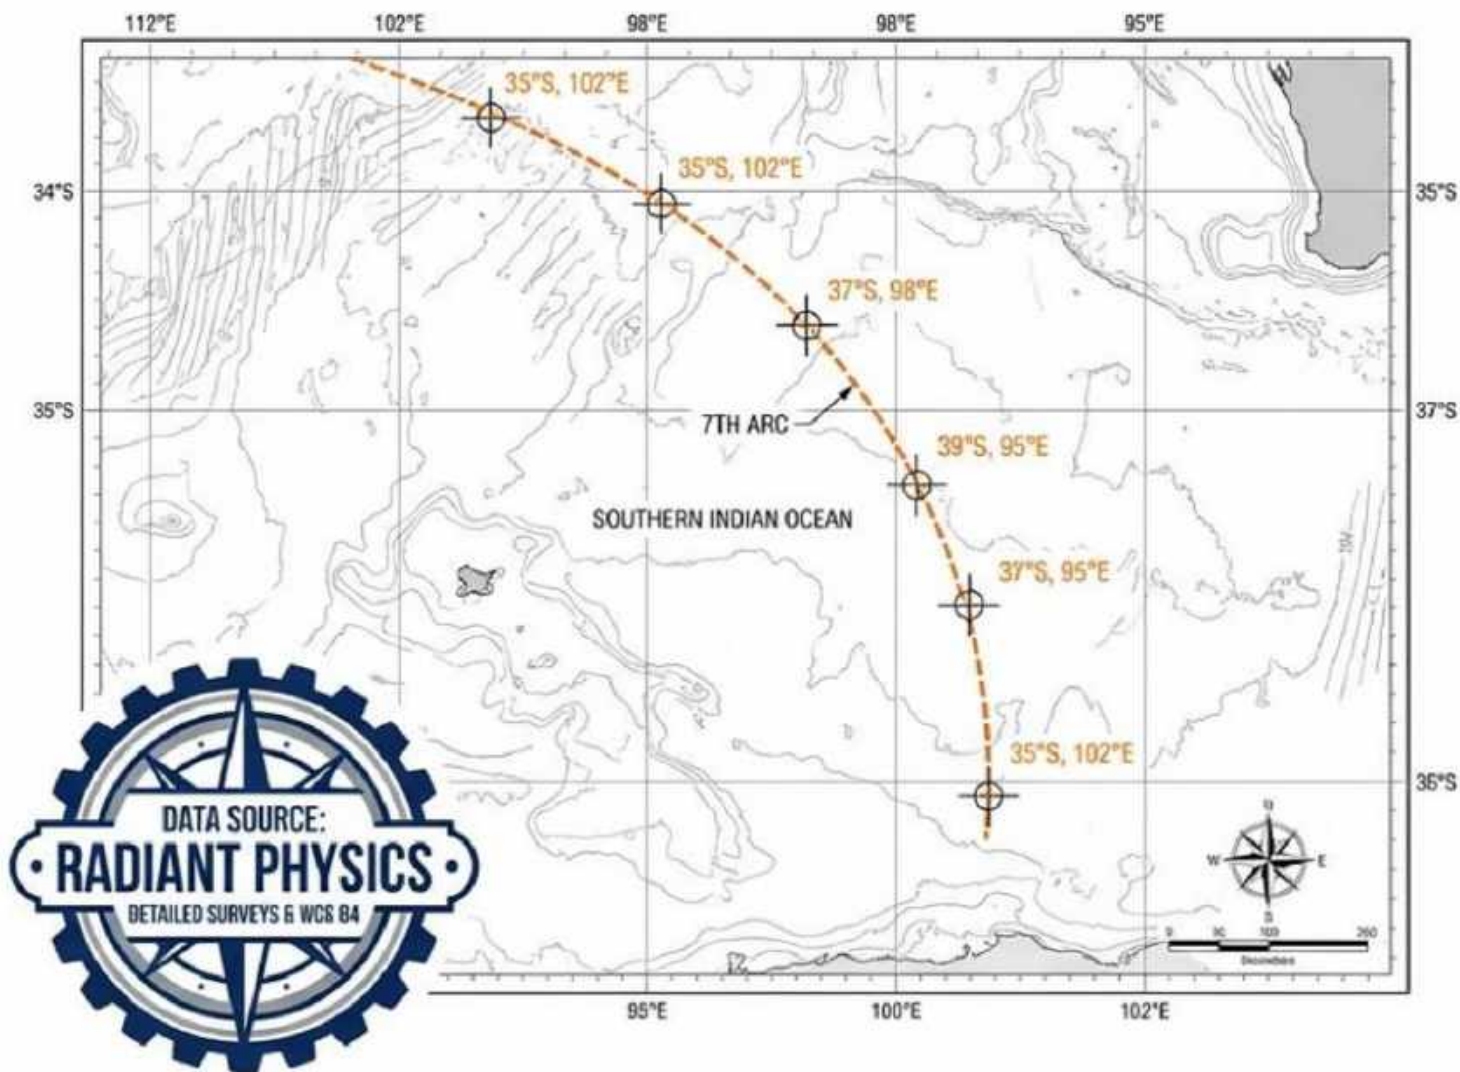 112°E 102°E 98°E 98°E 95°E
35°S, 102°E
35°S, 102°E
34°S 35°S
37°S, 98°E
35°S 37°S
7TH ARC
39°S, 95°E
SOUTHERN INDIAN OCEAN
37°S, 95°E
35°S, 102°E
36°S
DATA SOURCE:
RADIANT PHYSICS
DETAILED SURVEYS & WCS 84
W E
95°E 100°E 102°E